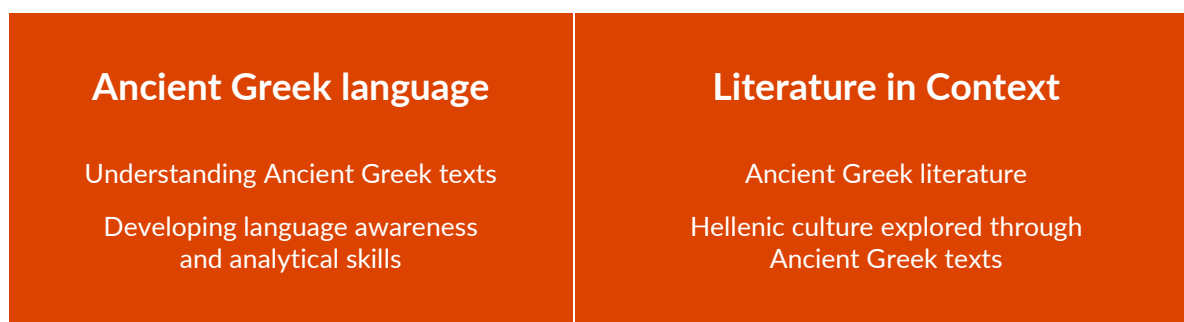 Ancient Greek language
Understanding Ancient Greek texts
Developing language awareness
and analytical skills
Literature in Context
Ancient Greek literature
Hellenic culture explored through
Ancient Greek texts